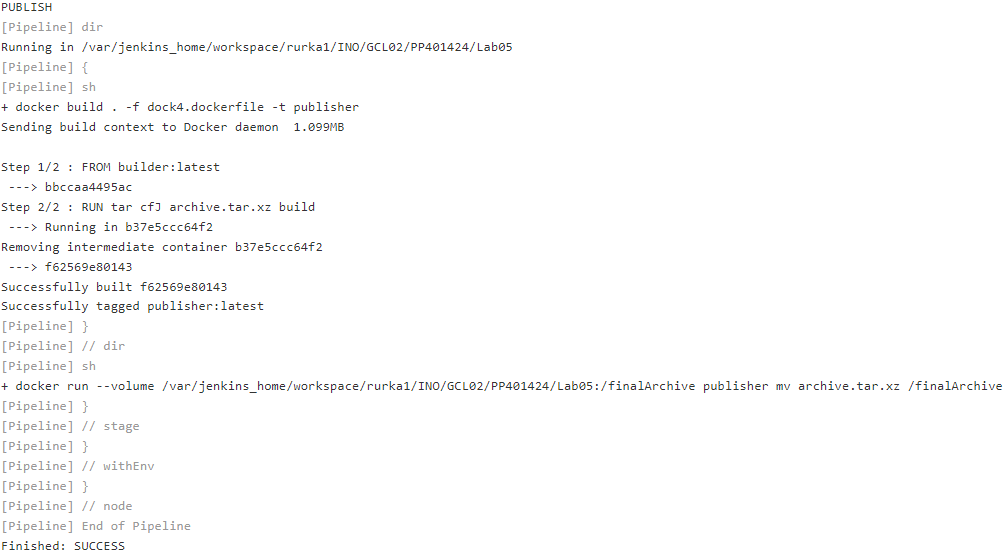 PUBLISH
[Pipeline] dir
Running in /var/jenkins_home/workspace/rurka1/INO/GCL02/PP401424/Lab05
[Pipeline] {
[Pipeline] sh
+ docker build . -f dock4.dockerfile -t publisher
Sending build context to Docker daemon  1.099MB
Step 1/2 : FROM builder:latest
 ---> bbccaa4495ac
Step 2/2 : RUN tar cfJ archive.tar.xz build
 ---> Running in b37e5ccc64f2
Removing intermediate container b37e5ccc64f2
 ---> f62569e80143
Successfully built f62569e80143
Successfully tagged publisher:latest
[Pipeline] }
[Pipeline] // dir
[Pipeline] sh
+ docker run --volume /var/jenkins_home/workspace/rurka1/INO/GCL02/PP401424/Lab05:/finalArchive publisher mv archive.tar.xz /finalArchive
[Pipeline] }
[Pipeline] // stage
[Pipeline] }
[Pipeline] // withEnv
[Pipeline] }
[Pipeline] // node
[Pipeline] End of Pipeline
Finished: SUCCESS